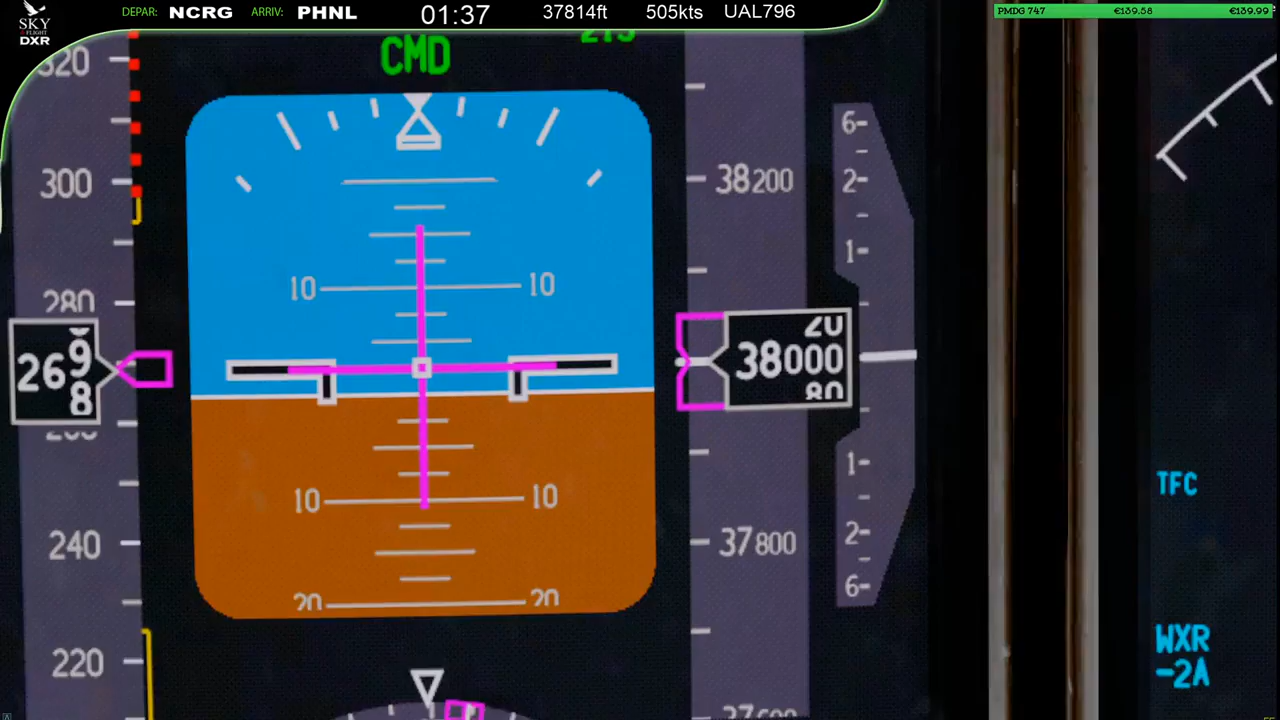 SKY
DXR
DEPAR: NCRG ARRIV: PHNL 01:37 37814ft 505kts UAL796
PMDG 747 €139.58 €139.99
CMD
320
300
280
269
8
260
240
220
10 10
10 10
20 20
38200
20
38000
80
37800
37600
6
2
1
1
2
6
TFC
WXR
-2A